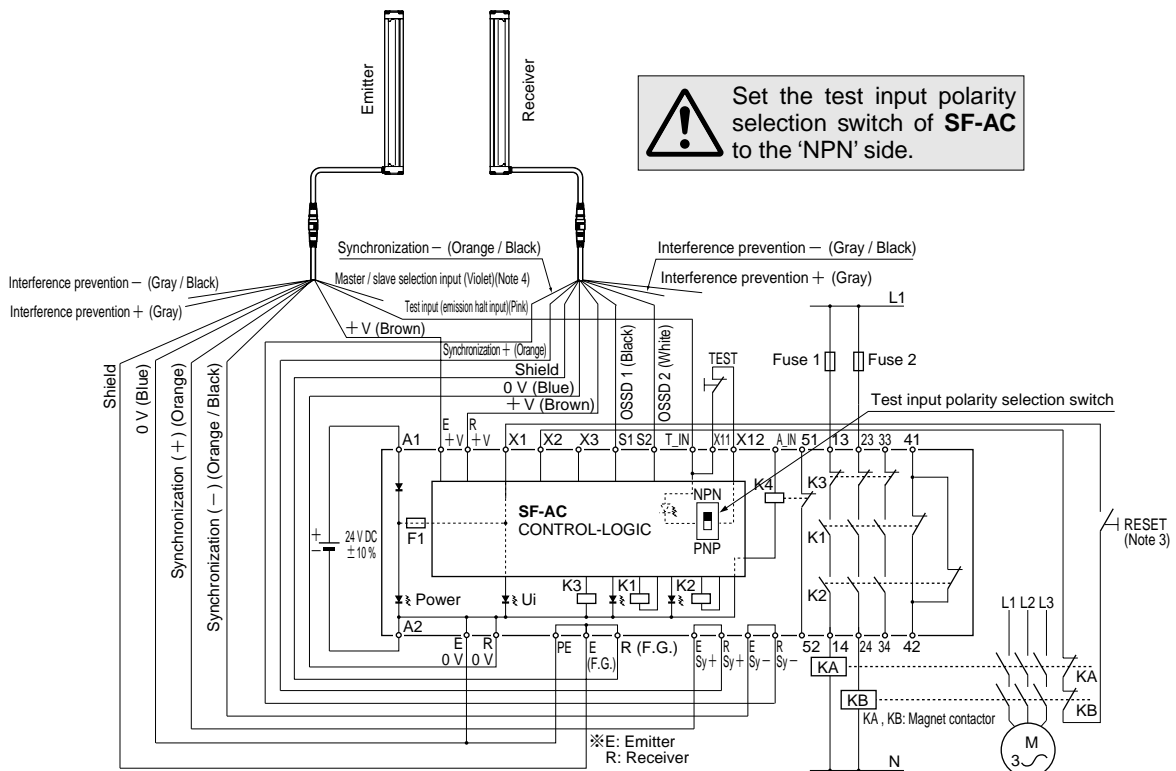 Emitter
Receiver
Set the test input polarity
selection switch of SF-AC
to the ‘NPN’ side.
Synchronization − (Orange / Black)
Interference prevention − (Gray / Black)
Interference prevention − (Gray / Black)
Master / slave selection input (Violet)(Note 4)
Interference prevention + (Gray)
Interference prevention + (Gray)
Test input (emission halt input)(Pink)
L1
+V (Brown)
Synchronization + (Orange)
Shield
0 V (Blue)
+V (Brown)
OSSD 1 (Black)
OSSD 2 (White)
TEST
Fuse 1
Fuse 2
Shield
0 V (Blue)
Synchronization (+) (Orange)
Synchronization (−) (Orange / Black)
Test input polarity selection switch
A1
E +V
R +V
X1
X2
X3
S1
S2
T_IN
X11
X12
A_IN
51
13
23
33
41
K4
K3
NPN
SF-AC
CONTROL-LOGIC
F1
PNP
K1
RESET
(Note 3)
+
−
24 V DC
±10 %
K3
K1
K2
K2
Power
Ui
L1 L2 L3
A2
E 0 V
R 0 V
PE
E (F.G.)
R (F.G.)
E Sy+
R Sy+
E Sy−
R Sy−
52
14
24
34
42
KA
KA
KB
KB
KA , KB: Magnet contactor
※E: Emitter
R: Receiver
M
3
N